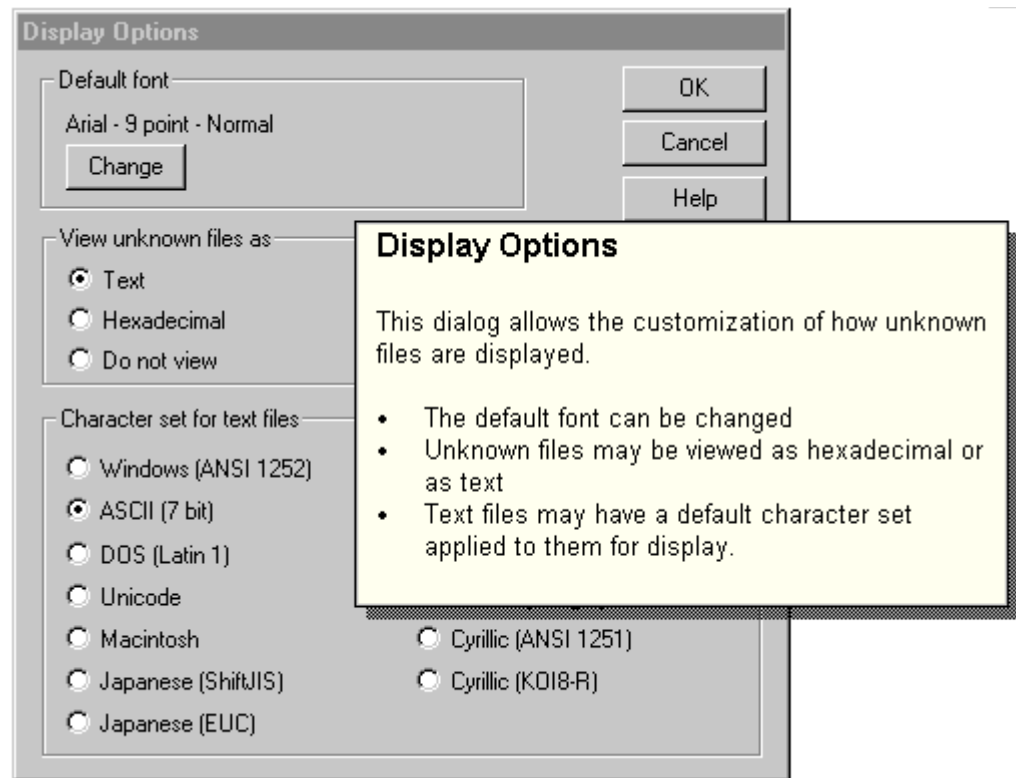 Display Options
Default font
Arial - 9 point - Normal
Change
OK
Cancel
Help
View unknown files as
Text
Hexadecimal
Do not view
Display Options
This dialog allows the customization of how unknown
files are displayed.
• The default font can be changed
• Unknown files may be viewed as hexadecimal or
as text
• Text files may have a default character set
applied to them for display.
Character set for text files
Windows (ANSI 1252)
ASCII (7 bit)
DOS (Latin 1)
Unicode
Macintosh
Japanese (ShiftJIS)
Japanese (EUC)
Cyrillic (ANSI 1251)
Cyrillic (KOI8-R)